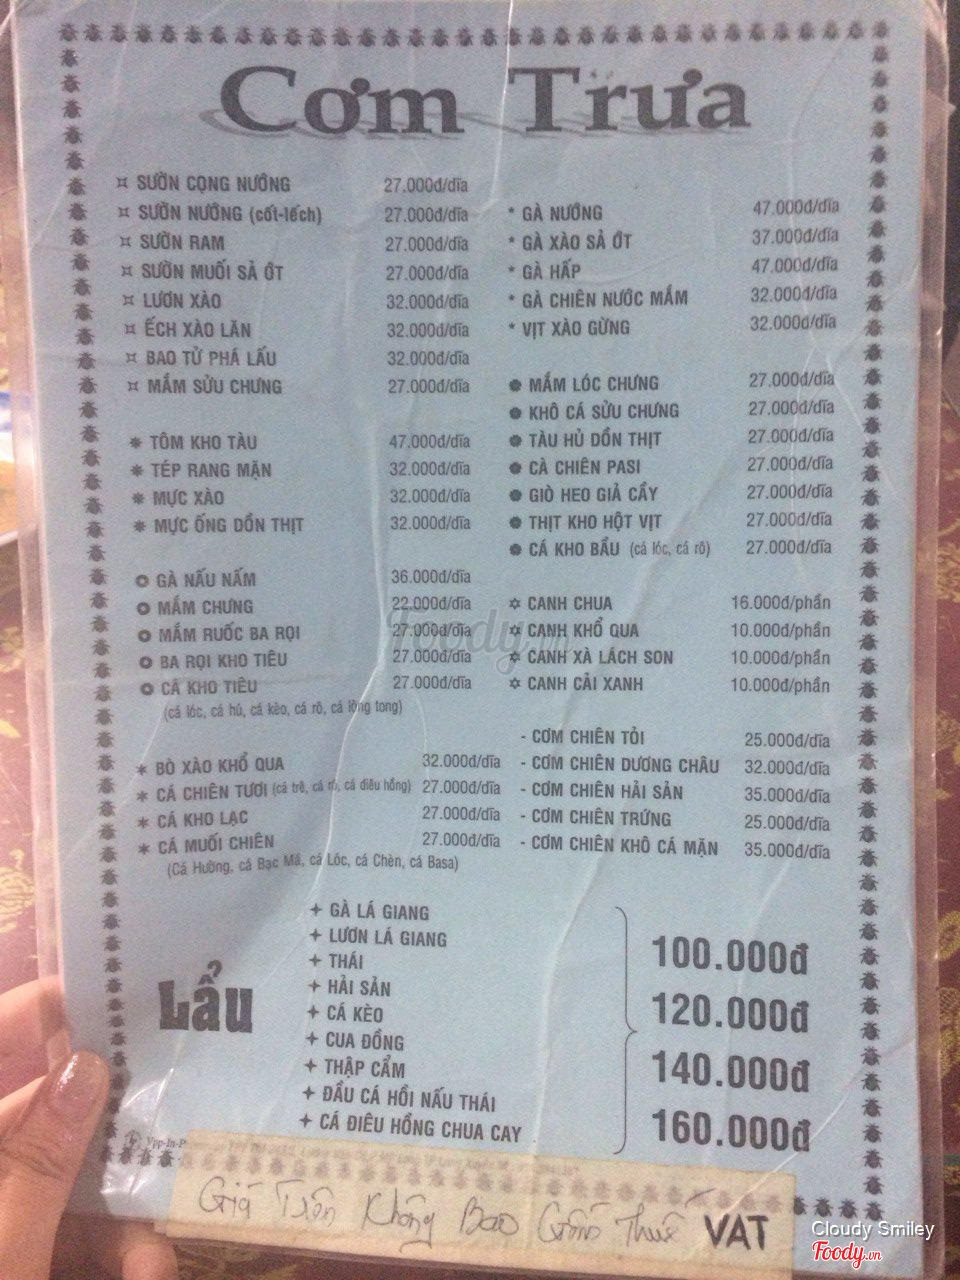 Cơm Trưa
¤ SƯỜN CỌNG NƯỚNG 27.000đ/dĩa
¤ SƯỜN NƯỚNG (cốt-lếch) 27.000đ/dĩa
¤ SƯỜN RAM 27.000đ/dĩa
¤ SƯỜN MUỐI SẢ ỚT 27.000đ/dĩa
¤ LƯƠN XÀO 32.000đ/dĩa
¤ ẾCH XÀO LĂN 32.000đ/dĩa
¤ BAO TỬ PHÁ LẤU 32.000đ/dĩa
¤ MẮM SỬU CHƯNG 27.000đ/dĩa
TÔM KHO TÀU 47.000đ/dĩa
TÉP RANG MẶN 32.000đ/dĩa
MỰC XÀO 32.000đ/dĩa
MỰC ỐNG DỒN THỊT 32.000đ/dĩa
GÀ NẤU NẤM 36.000đ/dĩa
MẮM CHƯNG 22.000đ/dĩa
MẮM RUỐC BA RỌI 27.000đ/dĩa
BA RỌI KHO TIÊU 27.000đ/dĩa
CÁ KHO TIÊU 27.000đ/dĩa
(cá lóc, cá hú, cá kèo, cá rô, cá lòng tong)
BÒ XÀO KHỔ QUA 32.000đ/dĩa
CÁ CHIÊN TƯƠI (cá trê, cá rô, cá điêu hồng) 27.000đ/dĩa
CÁ KHO LẠC 27.000đ/dĩa
CÁ MUỐI CHIÊN 27.000đ/dĩa
(Cá Hường, cá Bạc Má, cá Lóc, cá Chèn, cá Basa)
* GÀ NƯỚNG 47.000đ/dĩa
* GÀ XÀO SẢ ỚT 37.000đ/dĩa
* GÀ HẤP 47.000đ/dĩa
* GÀ CHIÊN NƯỚC MẮM 32.000đ/dĩa
* VỊT XÀO GỪNG 32.000đ/dĩa
MẮM LÓC CHƯNG 27.000đ/dĩa
KHÔ CÁ SỬU CHƯNG 27.000đ/dĩa
TÀU HỦ DỒN THỊT 27.000đ/dĩa
CÀ CHIÊN PASI 27.000đ/dĩa
GIÒ HEO GIẢ CẦY 27.000đ/dĩa
THỊT KHO HỘT VỊT 27.000đ/dĩa
CÁ KHO BẦU (cá lóc, cá rô) 27.000đ/dĩa
CANH CHUA 16.000đ/phần
CANH KHỔ QUA 10.000đ/phần
CANH XÀ LÁCH SON 10.000đ/phần
CANH CẢI XANH 10.000đ/phần
- CƠM CHIÊN TỎI 25.000đ/dĩa
- CƠM CHIÊN DƯƠNG CHÂU 32.000đ/dĩa
- CƠM CHIÊN HẢI SẢN 35.000đ/dĩa
- CƠM CHIÊN TRỨNG 25.000đ/dĩa
- CƠM CHIÊN KHÔ CÁ MẶN 35.000đ/dĩa
Lẩu
GÀ LÁ GIANG
LƯƠN LÁ GIANG
THÁI
HẢI SẢN
CÁ KÈO
CUA ĐỒNG
THẬP CẨM
ĐẦU CÁ HỒI NẤU THÁI
CÁ ĐIÊU HỒNG CHUA CAY
100.000đ
120.000đ
140.000đ
160.000đ
Vpp-In-P
Giá Trên Không Bao Gồm Thuế VAT
Cloudy Smiley
Foody.vn